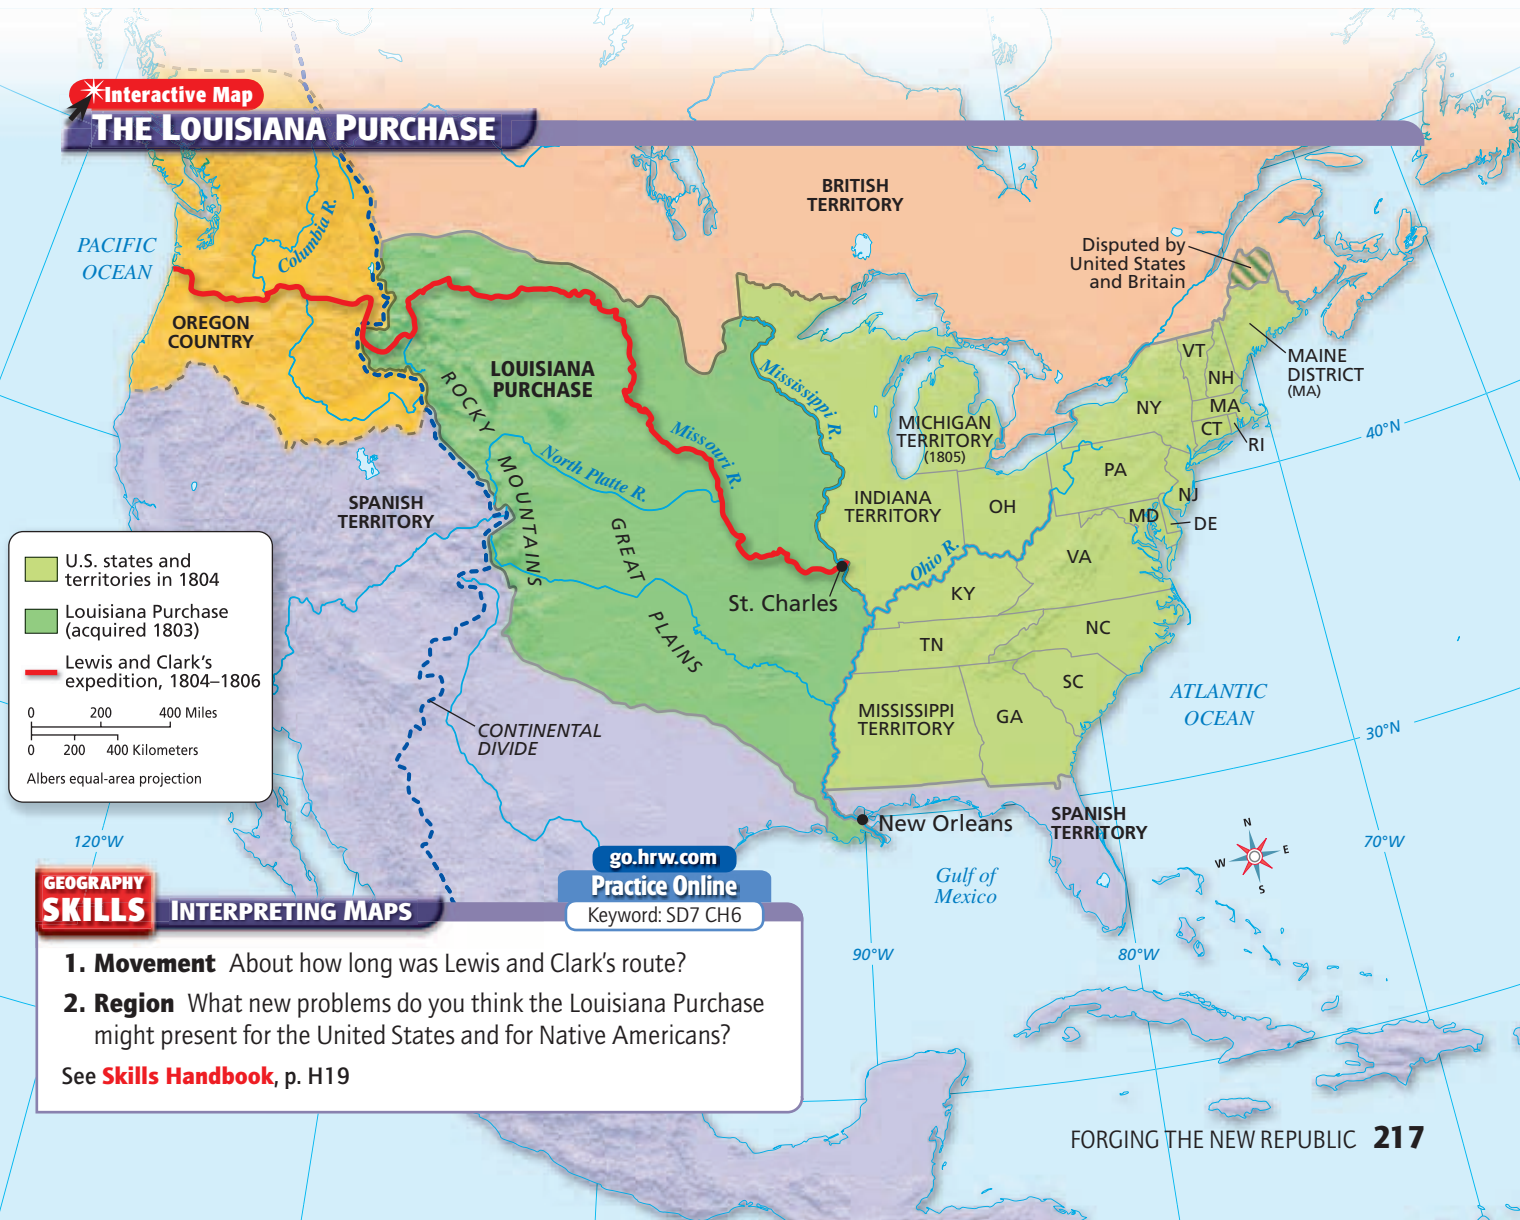 Interactive Map
THE LOUISIANA PURCHASE
BRITISH
TERRITORY
PACIFIC
OCEAN
Columbia R.
OREGON
COUNTRY
Disputed by
United States
and Britain
MAINE
DISTRICT
(MA)
VT
NH
NY
MA
CT
RI
40°N
LOUISIANA
PURCHASE
ROCKY
MOUNTAINS
Mississippi R.
Missouri R.
North Platte R.
MICHIGAN
TERRITORY
(1805)
PA
NJ
INDIANA
TERRITORY
OH
MD
DE
SPANISH
TERRITORY
GREAT
PLAINS
Ohio R.
VA
KY
St. Charles
NC
TN
SC
ATLANTIC
OCEAN
MISSISSIPPI
TERRITORY
GA
30°N
CONTINENTAL
DIVIDE
U.S. states and
territories in 1804
Louisiana Purchase
(acquired 1803)
Lewis and Clark's
expedition, 1804–1806
0 200 400 Miles
0 200 400 Kilometers
Albers equal-area projection
New Orleans
SPANISH
TERRITORY
N
W
E
S
120°W
70°W
Gulf of
Mexico
90°W
80°W
go.hrw.com
Practice Online
Keyword: SD7 CH6
GEOGRAPHY
SKILLS
INTERPRETING MAPS
1. Movement About how long was Lewis and Clark's route?
2. Region What new problems do you think the Louisiana Purchase
might present for the United States and for Native Americans?
See Skills Handbook, p. H19
FORGING THE NEW REPUBLIC 217